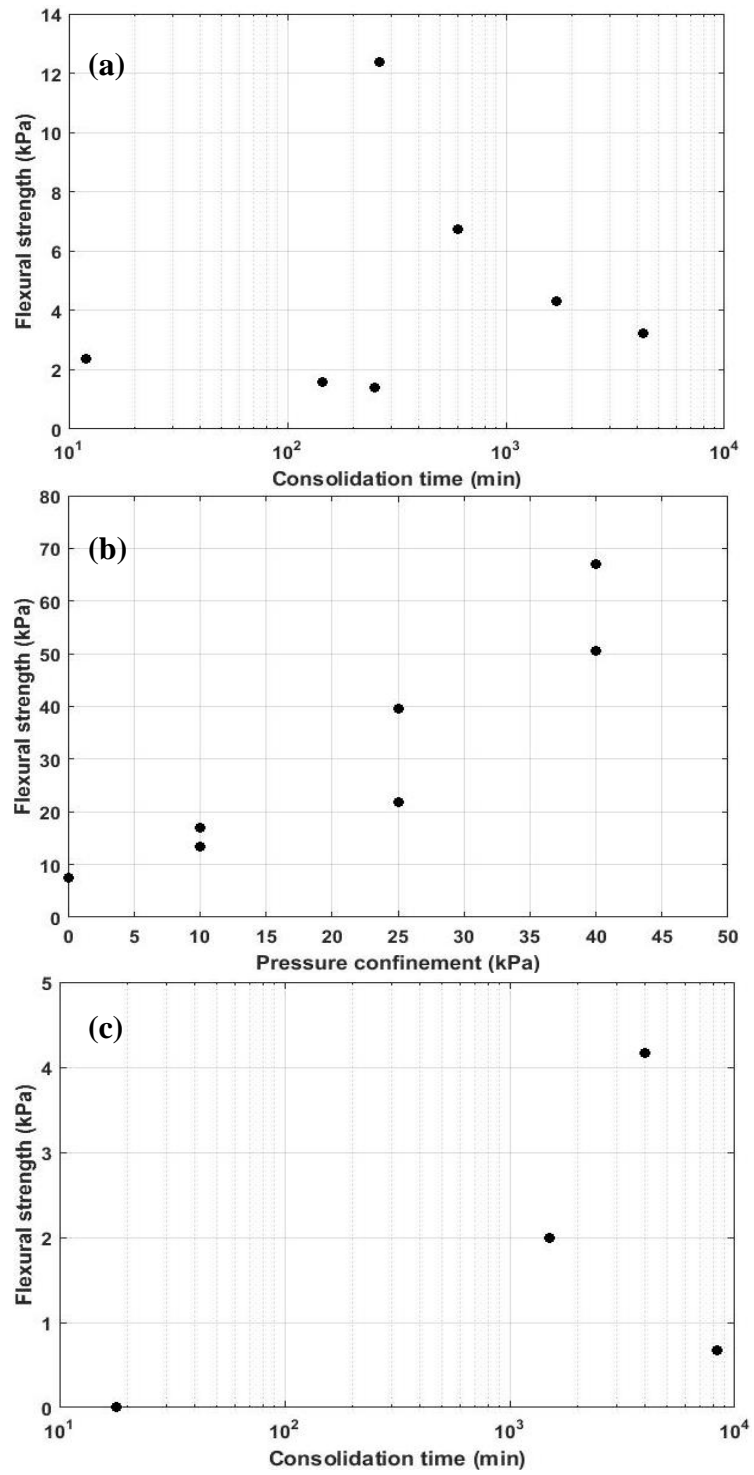 (a)
Flexural strength (kPa)
14
12
10
8
6
4
2
0
10^1 10^2 10^3 10^4
Consolidation time (min)
(b)
Flexural strength (kPa)
80
70
60
50
40
30
20
10
0
0 5 10 15 20 25 30 35 40 45 50
Pressure confinement (kPa)
(c)
Flexural strength (kPa)
5
4
3
2
1
0
10^1 10^2 10^3 10^4
Consolidation time (min)